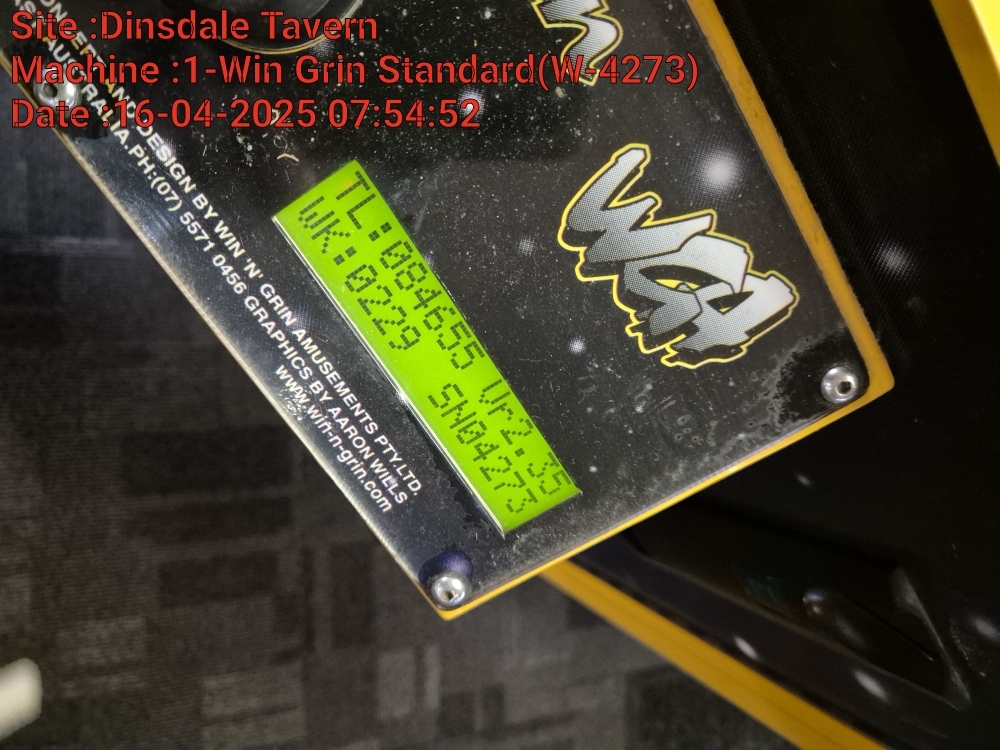 Site :Dinsdale Tavern
Machine :1-Win Grin Standard(W-4273)
Date :16-04-2025 07:54:52
TL:084655 Vr2.35
WK:0229 SN04273
AND DESIGN BY WIN 'N' GRIN AMUSEMENTS PTY.LTD.
AUSTRALIA.PH:(07) 5571 0456 GRAPHICS BY AARON WILLS
www.win-n-grin.com